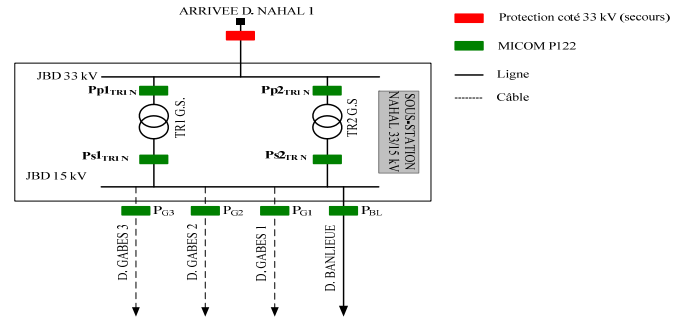 ARRIVEE D. NAHAL 1
Protection coté 33 kV (secours)
MICOM P122
Ligne
Câble
JBD 33 kV
Pp1TRI N
Pp2TRI N
TR1 G.S.
TR2 G.S
SOUS-STATION
NAHAL 33/15 kV
Ps1TRI N
Ps2TR N
JBD 15 kV
PG3
PG2
PG1
PBL
D. GABES 3
D. GABES 2
D. GABES 1
D. BANLIEUE